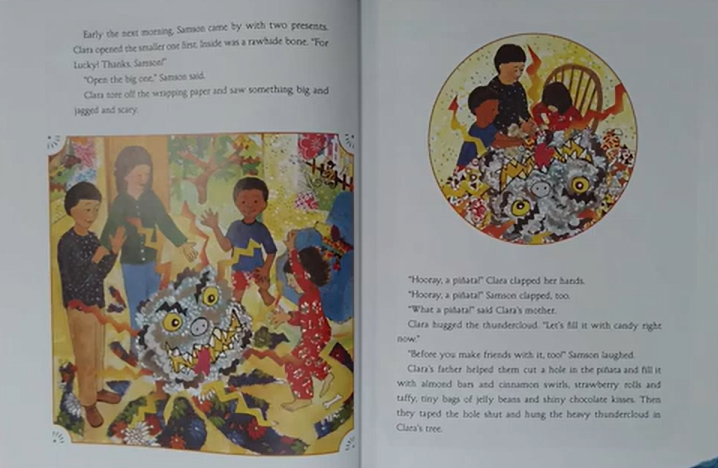 Early the next morning, Samson came by with two presents.
Clara opened the smaller one first. Inside was a rawhide bone. "For
Lucky! Thanks, Samson!"
"Open the big one," Samson said.
Clara tore off the wrapping paper and saw something big and
jagged and scary.
"Hooray, a piñata!" Clara clapped her hands.
"Hooray, a piñata!" Samson clapped, too.
"What a piñata!" said Clara's mother.
Clara hugged the thundercloud. "Let's fill it with candy right
now."
"Before you make friends with it, too!" Samson laughed.
Clara's father helped them cut a hole in the piñata and fill it
with almond bars and cinnamon swirls, strawberry rolls and
taffy, tiny bags of jelly beans and shiny chocolate kisses. Then
they taped the hole shut and hung the heavy thundercloud in
Clara's tree.